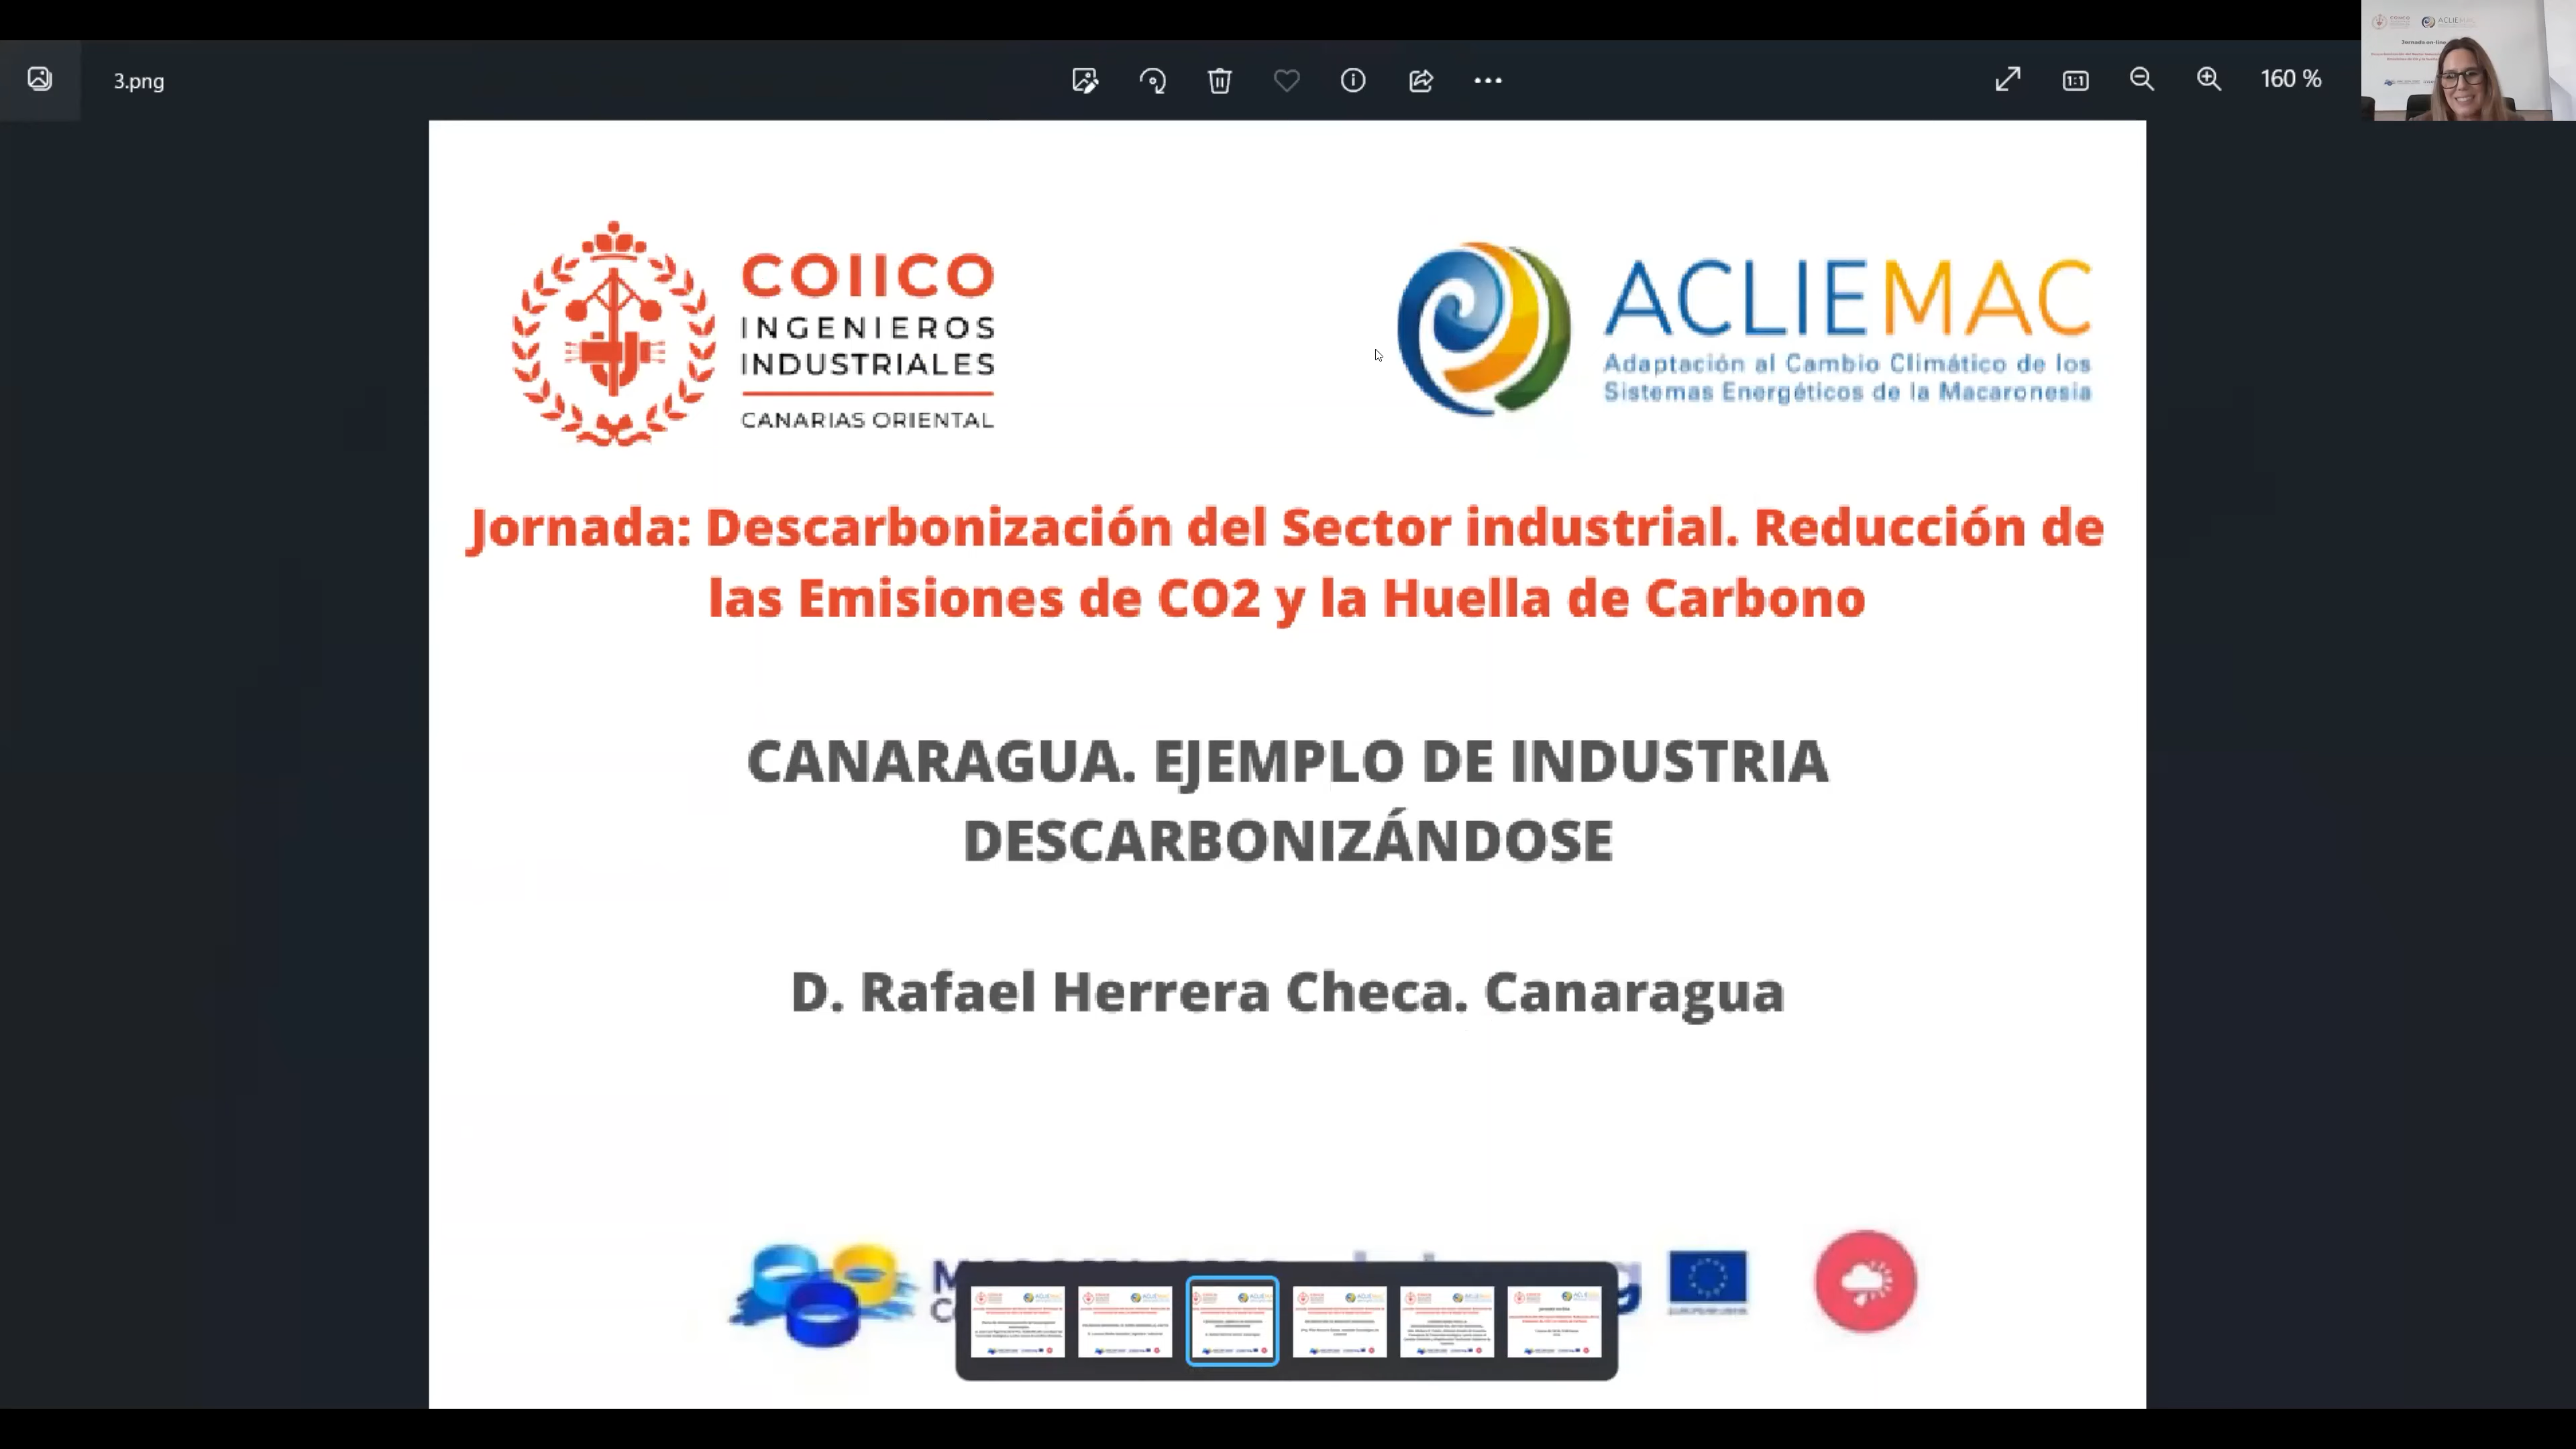 3.png
160 %
COIICO
INGENIEROS
INDUSTRIALES
CANARIAS ORIENTAL
ACLIEMAC
Adaptación al Cambio Climático de los
Sistemas Energéticos de la Macaronesia
Jornada: Descarbonización del Sector industrial. Reducción de
las Emisiones de CO2 y la Huella de Carbono
CANARAGUA. EJEMPLO DE INDUSTRIA
DESCARBONIZÁNDOSE
D. Rafael Herrera Checa. Canaragua